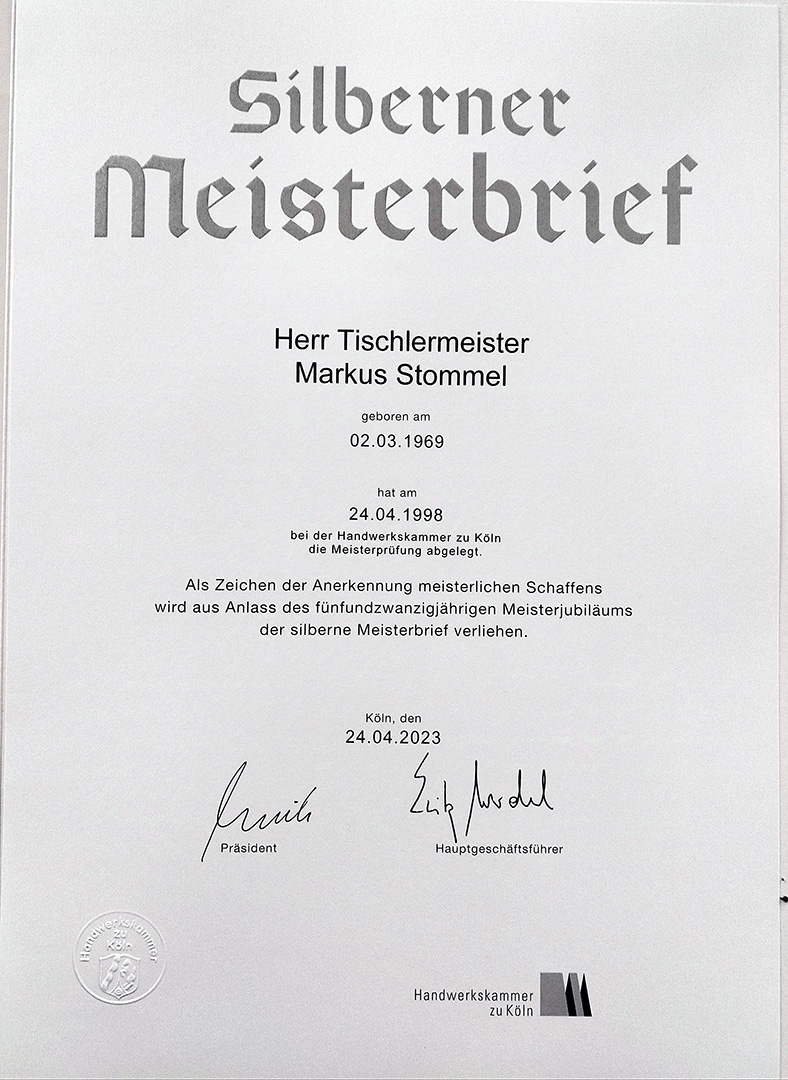 Silberner
Meisterbrief
Herr Tischlermeister
Markus Stommel
geboren am
02.03.1969
hat am
24.04.1998
bei der Handwerkskammer zu Köln
die Meisterprüfung abgelegt.
Als Zeichen der Anerkennung meisterlichen Schaffens
wird aus Anlass des fünfundzwanzigjährigen Meisterjubiläums
der silberne Meisterbrief verliehen.
Köln, den
24.04.2023
Präsident
Hauptgeschäftsführer
Handwerkskammer
zu
Köln
Handwerkskammer
zu Köln